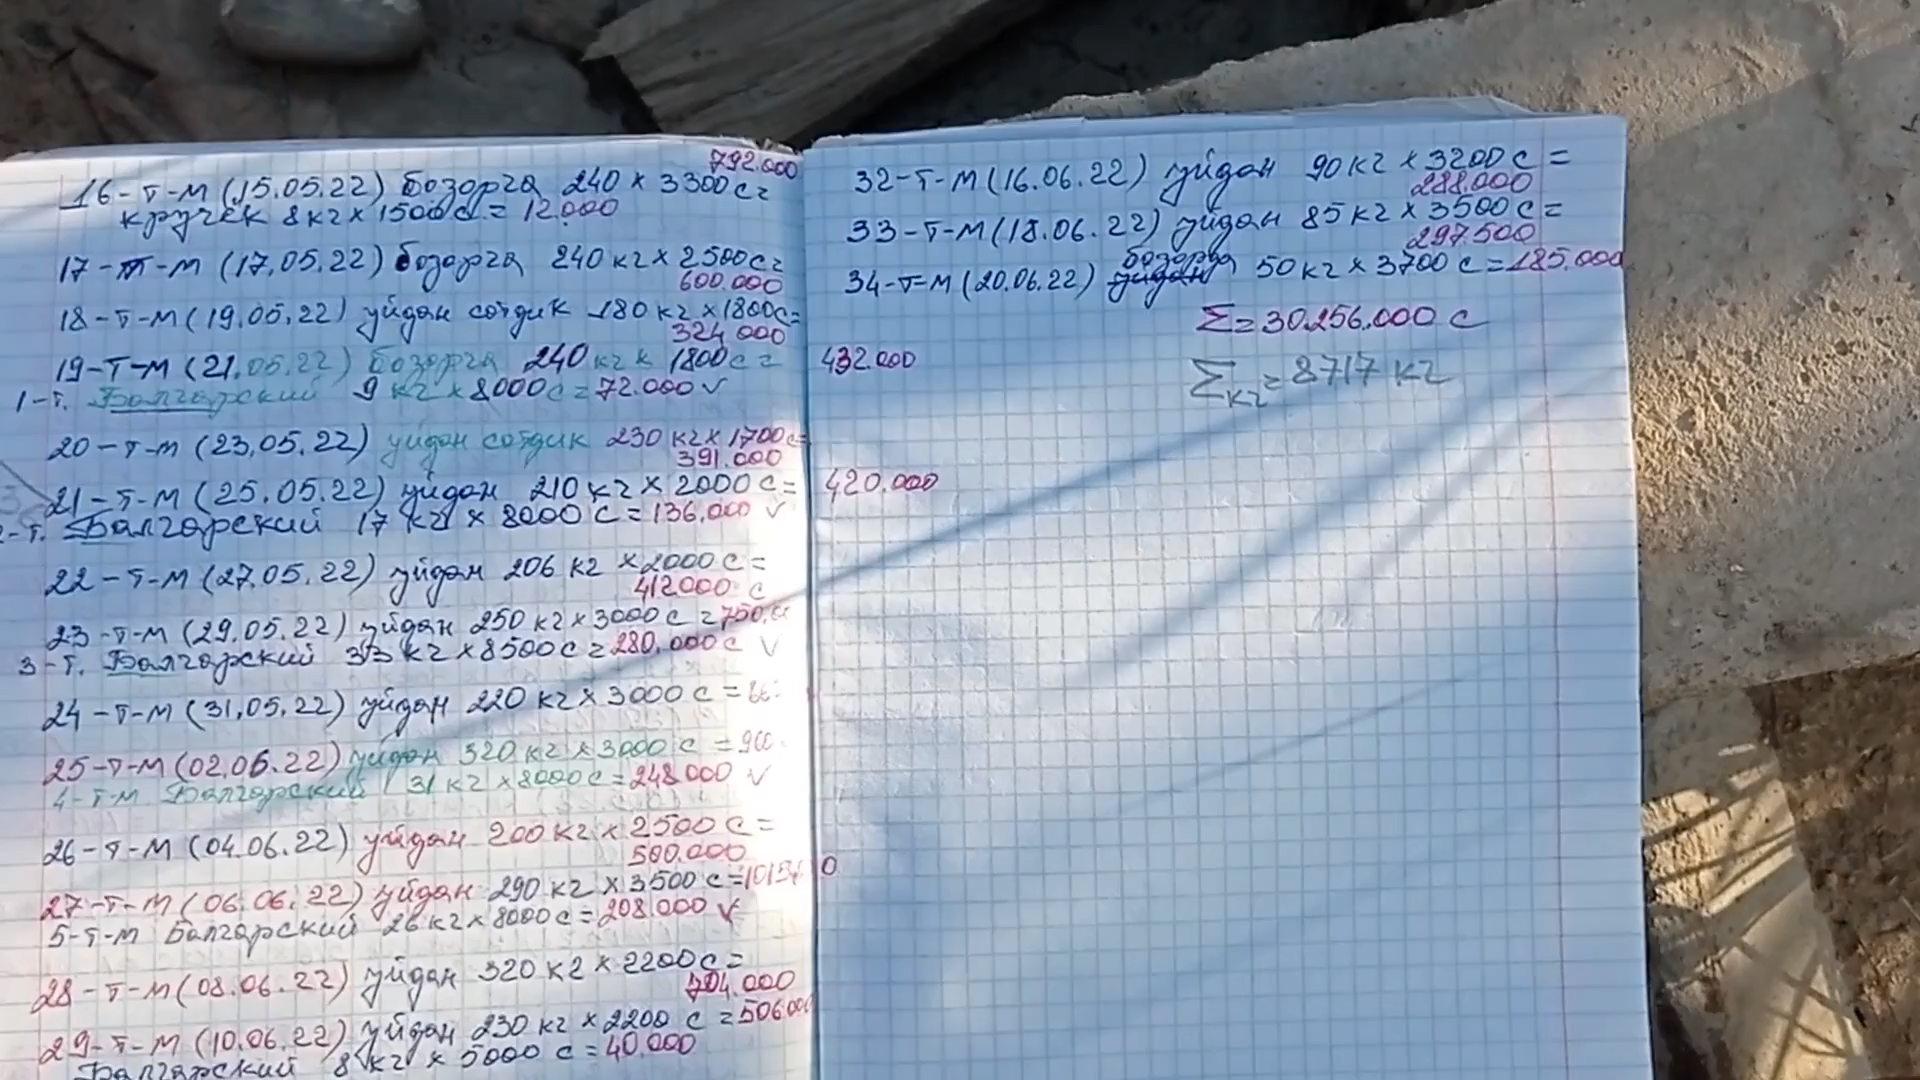 792.000
16-Т-М (15.05.22) бозорга 240 х 3300 с =
кручек 8 кг х 1500 с = 12.000
17-Т-М (17.05.22) бозорга 240 кг х 2500 с =
600.000
18-Т-М (19.05.22) уйдан сотдик 180 кг х 1800 с =
324.000
19-Т-М (21.05.22) бозорга 240 кг х 1800 с = 432.000
1-т. Балгарский 9 кг х 8000 с = 72.000 √
20-Т-М (23.05.22) уйдан сотдик 230 кг х 1700 с =
391.000
21-Т-М (25.05.22) уйдан 210 кг х 2000 с = 420.000
2-т. Балгарский 17 кг х 8000 с = 136.000 √
22-Т-М (27.05.22) уйдан 206 кг х 2000 с =
412000 с
23-Т-М (29.05.22) уйдан 250 кг х 3000 с = 750.
3-т. Балгарский 33 кг х 8500 с = 280.000 с √
24-Т-М (31.05.22) уйдан 220 кг х 3000 с =
25-Т-М (02.06.22) уйдан 320 кг х 3000 с = 960
4-т-м Балгарский 31 кг х 8000 с = 248.000 √
26-Т-М (04.06.22) уйдан 200 кг х 2500 с =
500.000
27-Т-М (06.06.22) уйдан 290 кг х 3500 с =
5-т-м Балгарский 26 кг х 8000 с = 208.000 √
28-Т-М (08.06.22) уйдан 320 кг х 2200 с =
704.000
29-Т-М (10.06.22) уйдан 230 кг х 2200 с = 506.000
Балгарский 8 кг х 5000 с = 40.000
32-Т-М (16.06.22) уйдан 90 кг х 3200 с =
288.000
33-Т-М (18.06.22) уйдан 85 кг х 3500 с =
297.500
34-Т-М (20.06.22) бозорга 50 кг х 3700 с = 185.000
Σ = 30.256.000 с
Σкг = 8717 кг